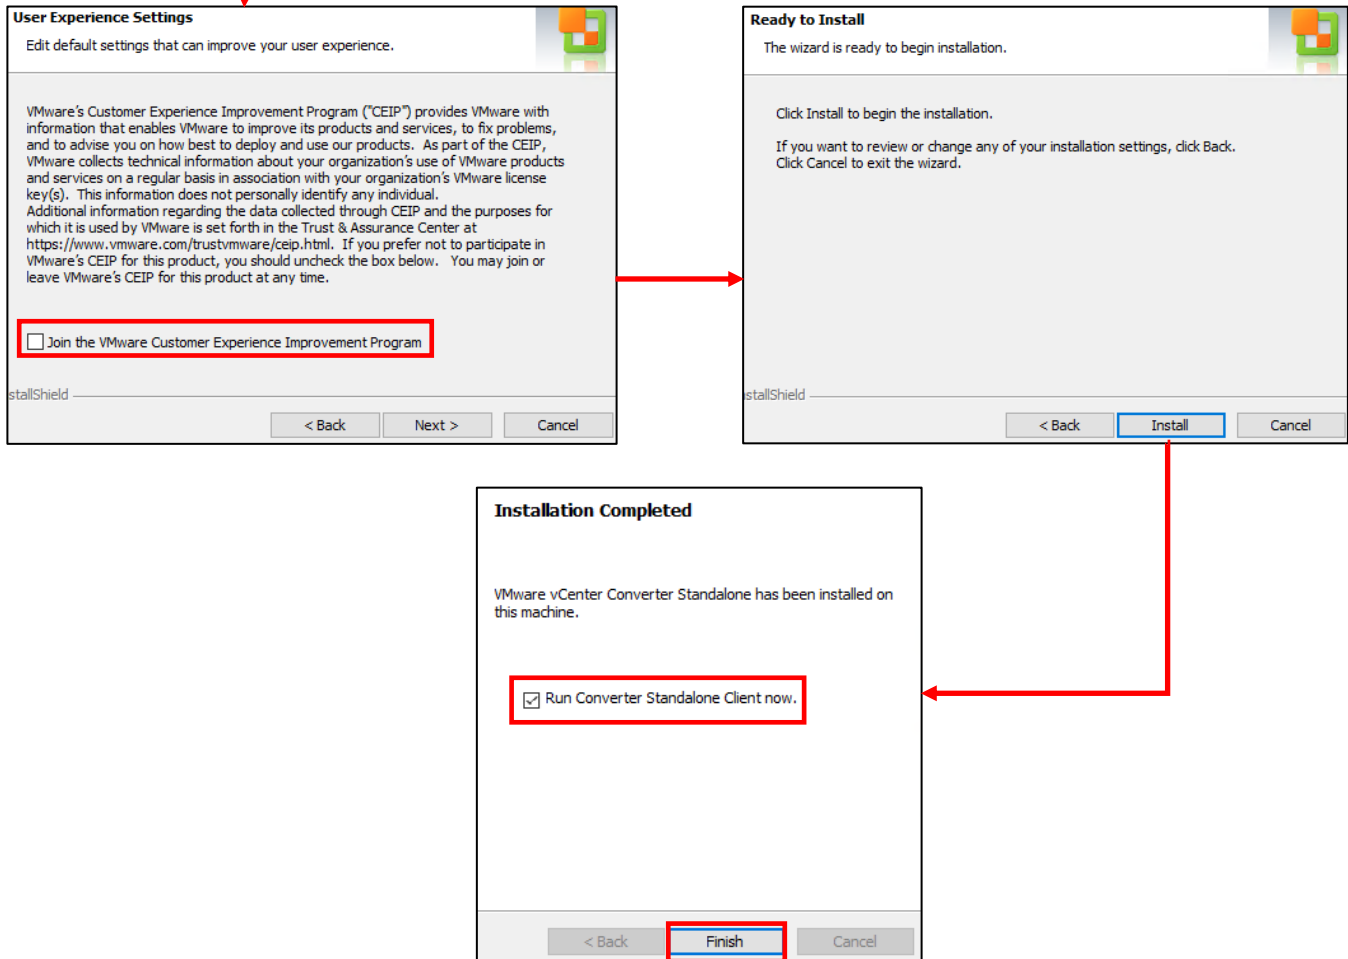 User Experience Settings
Edit default settings that can improve your user experience.
VMware's Customer Experience Improvement Program ("CEIP") provides VMware with
information that enables VMware to improve its products and services, to fix problems,
and to advise you on how best to deploy and use our products. As part of the CEIP,
VMware collects technical information about your organization's use of VMware products
and services on a regular basis in association with your organization's VMware license
key(s). This information does not personally identify any individual.
Additional information regarding the data collected through CEIP and the purposes for
which it is used by VMware is set forth in the Trust & Assurance Center at
https://www.vmware.com/trustvmware/ceip.html. If you prefer not to participate in
VMware's CEIP for this product, you should uncheck the box below. You may join or
leave VMware's CEIP for this product at any time.
Join the VMware Customer Experience Improvement Program
stallShield
< Back Next > Cancel
Ready to Install
The wizard is ready to begin installation.
Click Install to begin the installation.
If you want to review or change any of your installation settings, click Back.
Click Cancel to exit the wizard.
stallShield
< Back Install Cancel
Installation Completed
VMware vCenter Converter Standalone has been installed on
this machine.
Run Converter Standalone Client now.
< Back Finish Cancel